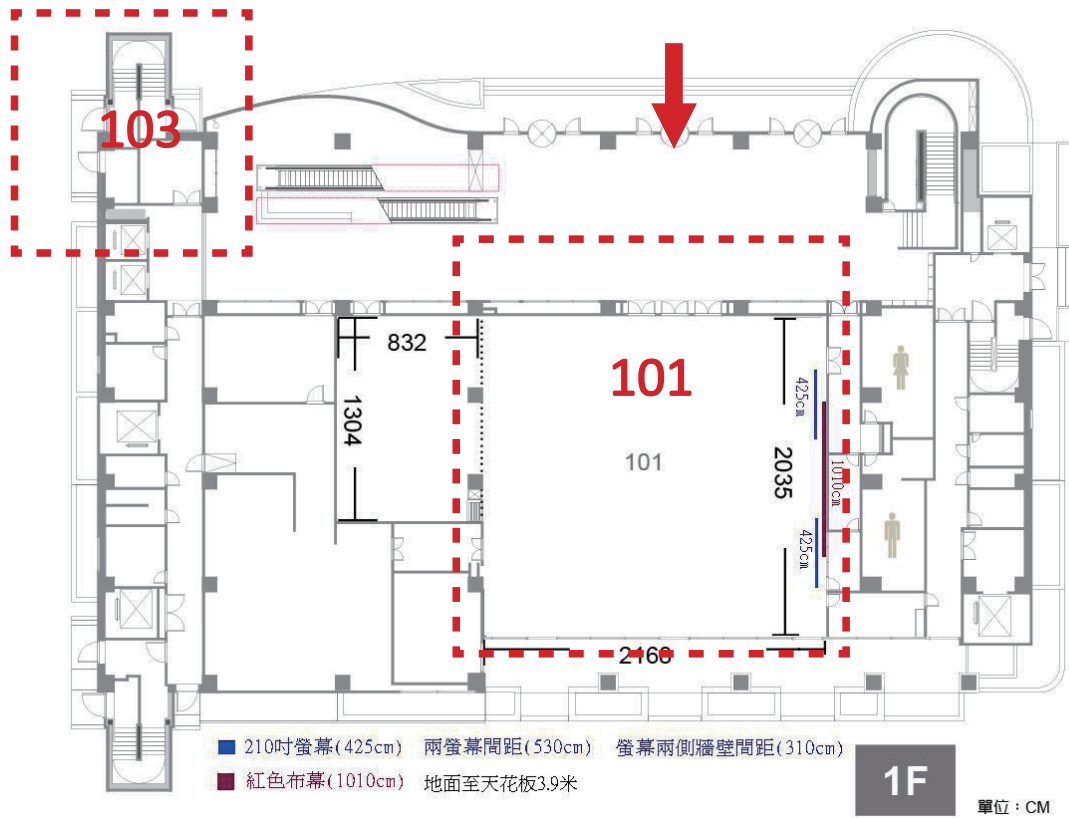 103
832
1304
101
101
2035
425cm
1010cm
425cm
2168
210吋螢幕(425cm) 兩螢幕間距(530cm) 螢幕兩側牆壁間距(310cm)
紅色布幕(1010cm) 地面至天花板3.9米
1F
單位：CM